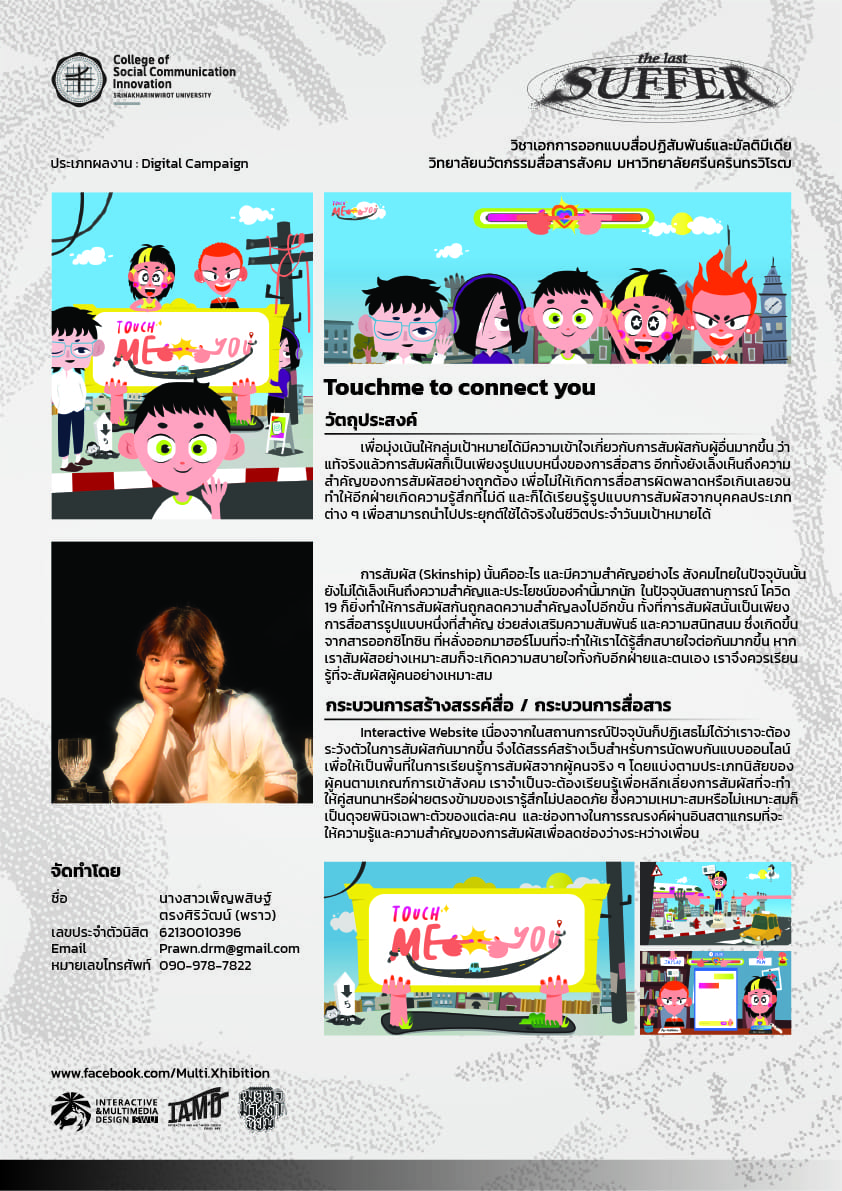 College of
Social Communication
Innovation
SRINAKHARINWIROT UNIVERSITY
the last
SUFFER
วิชาเอกการออกแบบสื่อปฏิสัมพันธ์และมัลติมีเดีย
ประเภทผลงาน : Digital Campaign
วิทยาลัยนวัตกรรมสื่อสารสังคม มหาวิทยาลัยศรีนครินทรวิโรฒ
TOUCH
ME YOU
5
TOUCH
ME YOU
Touchme to connect you
วัตถุประสงค์
เพื่อมุ่งเน้นให้กลุ่มเป้าหมายได้มีความเข้าใจเกี่ยวกับการสัมผัสกับผู้อื่นมากขึ้น ว่า
แท้จริงแล้วการสัมผัสก็เป็นเพียงรูปแบบหนึ่งของการสื่อสาร อีกทั้งยังเล็งเห็นถึงความ
สำคัญของการสัมผัสอย่างถูกต้อง เพื่อไม่ให้เกิดการสื่อสารผิดพลาดหรือเกินเลยจน
ทำให้อีกฝ่ายเกิดความรู้สึกที่ไม่ดี และก็ได้เรียนรู้รูปแบบการสัมผัสจากบุคคลประเภท
ต่าง ๆ เพื่อสามารถนำไปประยุกต์ใช้ได้จริงในชีวิตประจำวันมเป้าหมายได้
การสัมผัส (Skinship) นั้นคืออะไร และมีความสำคัญอย่างไร สังคมไทยในปัจจุบันนั้น
ยังไม่ได้เล็งเห็นถึงความสำคัญและประโยชน์ของคำนี้มากนัก ในปัจจุบันสถานการณ์ โควิด
19 ก็ยิ่งทำให้การสัมผัสกันถูกลดความสำคัญลงไปอีกขั้น ทั้งที่การสัมผัสนั้นเป็นเพียง
การสื่อสารรูปแบบหนึ่งที่สำคัญ ช่วยส่งเสริมความสัมพันธ์ และความสนิทสนม ซึ่งเกิดขึ้น
จากสารออกซิโทซิน ที่หลั่งออกมาฮอร์โมนที่จะทำให้เราได้รู้สึกสบายใจต่อกันมากขึ้น หาก
เราสัมผัสอย่างเหมาะสมก็จะเกิดความสบายใจทั้งกับอีกฝ่ายและตนเอง เราจึงควรเรียน
รู้ที่จะสัมผัสผู้คนอย่างเหมาะสม
กระบวนการสร้างสรรค์สื่อ / กระบวนการสื่อสาร
Interactive Website เนื่องจากในสถานการณ์ปัจจุบันก็ปฏิเสธไม่ได้ว่าเราจะต้อง
ระวังตัวในการสัมผัสกันมากขึ้น จึงได้สรรค์สร้างเว็บสำหรับการนัดพบกันแบบออนไลน์
เพื่อให้เป็นพื้นที่ในการเรียนรู้การสัมผัสจากผู้คนจริง ๆ โดยแบ่งตามประเภทนิสัยของ
ผู้คนตามเกณฑ์การเข้าสังคม เราจำเป็นจะต้องเรียนรู้เพื่อหลีกเลี่ยงการสัมผัสที่จะทำ
ให้คู่สนทนาหรือฝ่ายตรงข้ามของเรารู้สึกไม่ปลอดภัย ซึ่งความเหมาะสมหรือไม่เหมาะสมก็
เป็นดุจยพินิจเฉพาะตัวของแต่ละคน และช่องทางในการรณรงค์ผ่านอินสตาแกรมที่จะ
ให้ความรู้และความสำคัญของการสัมผัสเพื่อลดช่องว่างระหว่างเพื่อน
จัดทำโดย
ชื่อ นางสาวเพ็ญพสิษฐ์
ตรงศิริวัฒน์ (พราว)
เลขประจำตัวนิสิต 62130010396
Email Prawn.drm@gmail.com
หมายเลขโทรศัพท์ 090-978-7822
TOUCH
ME YOU
5
www.facebook.com/Multi.Xhibition
INTERACTIVE
&MULTIMEDIA
DESIGN SWU
IAMD